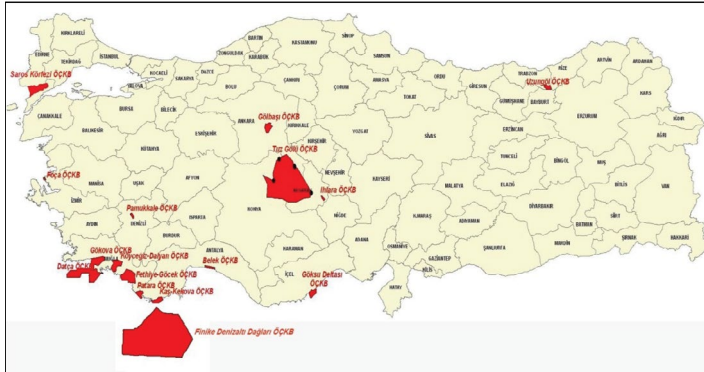 KIRKLARELİ
EDİRNE
TEKİRDAĞ
İSTANBUL
Saros Körfezi ÖÇKB
KOCAELİ
SAKARYA
DÜZCE
ZONGULDAK
BARTIN
KARABÜK
KASTAMONU
SİNOP
SAMSUN
ÇANKIRI
ÇORUM
AMASYA
ORDU
GİRESUN
TRABZON
RİZE
ARTVİN
ARDAHAN
Uzungöl ÖÇKB
GÜMÜŞHANE
BAYBURT
KARS
BOLU
TOKAT
ÇANAKKALE
BURSA
BİLECİK
ANKARA
Gölbaşı ÖÇKB
KIRIKKALE
ERZİNCAN
ERZURUM
IĞDIR
AĞRI
BALIKESİR
ESKİŞEHİR
YOZGAT
SİVAS
KÜTAHYA
KIRŞEHİR
Tuz Gölü ÖÇKB
TUNCELİ
BİNGÖL
MUŞ
Foça ÖÇKB
MANİSA
UŞAK
AFYON
NEVŞEHİR
KAYSERİ
MALATYA
ELAZIĞ
BİTLİS
VAN
İZMİR
Ihlara ÖÇKB
DİYARBAKIR
Pamukkale ÖÇKB
KONYA
NİĞDE
AYDIN
DENİZLİ
ISPARTA
BURDUR
K.MARAŞ
ADIYAMAN
BATMAN
SİİRT
ŞIRNAK
HAKKARİ
MARDİN
ŞANLIURFA
GAZİANTEP
KİLİS
OSMANİYE
ADANA
HATAY
KARAMAN
İÇEL
ANTALYA
Gökova ÖÇKB
Köyceğiz-Dalyan ÖÇKB
Belek ÖÇKB
Datça ÖÇKB
Fethiye-Göcek ÖÇKB
Göksu Deltası
ÖÇKB
Patara ÖÇKB
Kaş-Kekova ÖÇKB
Finike Denizaltı Dağları ÖÇKB